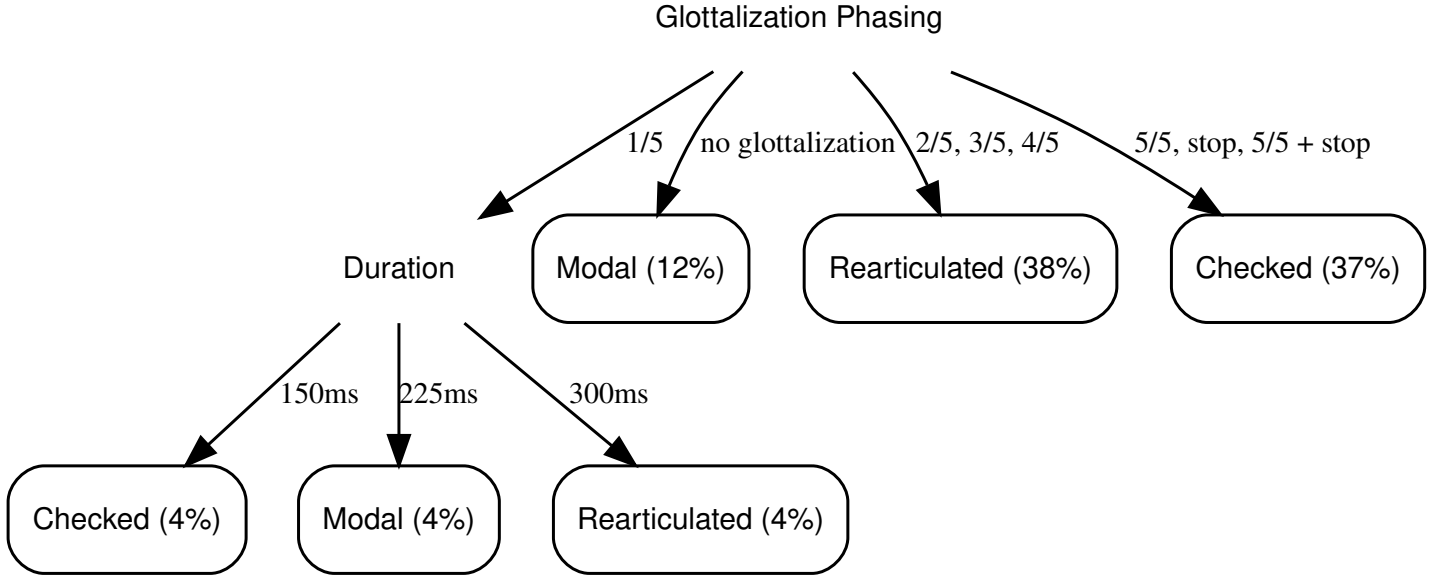 Glottalization Phasing
1/5
no glottalization
2/5, 3/5, 4/5
5/5, stop, 5/5 + stop
Duration
Modal (12%)
Rearticulated (38%)
Checked (37%)
150ms
225ms
300ms
Checked (4%)
Modal (4%)
Rearticulated (4%)